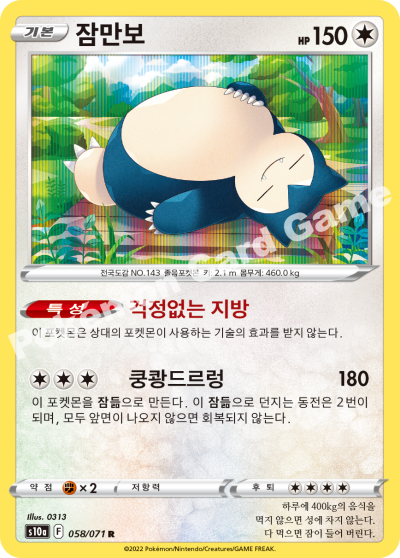 기본 잠만보 HP 150
전국도감 NO.143 졸음포켓몬 키: 2.1m 몸무게: 460.0kg
특성 걱정없는 지방
이 포켓몬은 상대의 포켓몬이 사용하는 기술의 효과를 받지 않는다.
쿵쾅드르렁 180
이 포켓몬을 잠듦으로 만든다. 이 잠듦으로 던지는 동전은 2번이
되며, 모두 앞면이 나오지 않으면 회복되지 않는다.
약점 ×2 저항력 후퇴
Illus. 0313
s10a F 058/071 R
하루에 400kg의 음식을
먹지 않으면 성에 차지 않는다.
다 먹으면 잠이 들어 버린다.
©2022 Pokémon/Nintendo/Creatures/GAME FREAK.
Pokémon Card Game